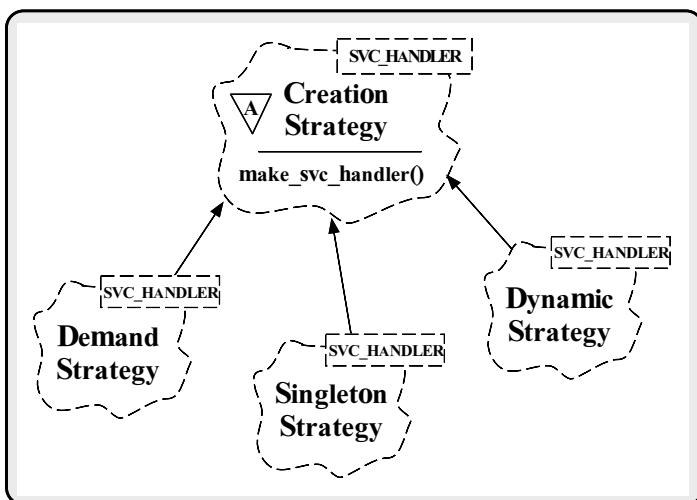 SVC_HANDLER
A
Creation
Strategy
make_svc_handler()
SVC_HANDLER
Demand
Strategy
SVC_HANDLER
Singleton
Strategy
SVC_HANDLER
Dynamic
Strategy